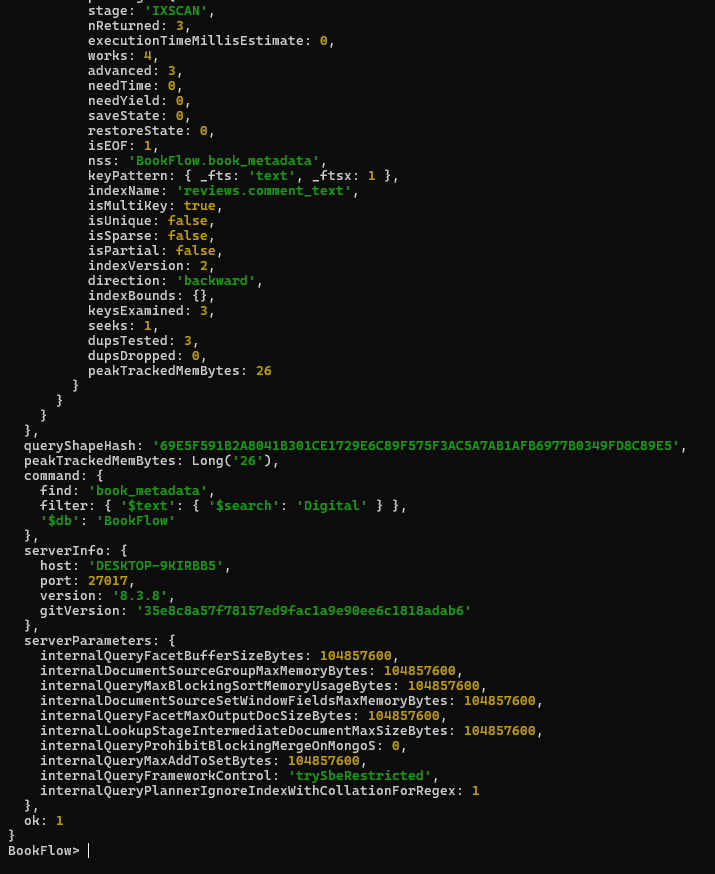 stage: 'IXSCAN',
nReturned: 3,
executionTimeMillisEstimate: 0,
works: 4,
advanced: 3,
needTime: 0,
needYield: 0,
saveState: 0,
restoreState: 0,
isEOF: 1,
nss: 'BookFlow.book_metadata',
keyPattern: { _fts: 'text', _ftsx: 1 },
indexName: 'reviews.comment_text',
isMultiKey: true,
isUnique: false,
isSparse: false,
isPartial: false,
indexVersion: 2,
direction: 'backward',
indexBounds: {},
keysExamined: 3,
seeks: 1,
dupsTested: 3,
dupsDropped: 0,
peakTrackedMemBytes: 26
}
}
}
},
queryShapeHash: '69E5F591B2A8041B301CE1729E6C89F575F3AC5A7AB1AFB6977B0349FD8C89E5',
peakTrackedMemBytes: Long('26'),
command: {
find: 'book_metadata',
filter: { '$text': { '$search': 'Digital' } },
'$db': 'BookFlow'
},
serverInfo: {
host: 'DESKTOP-9KIRBB5',
port: 27017,
version: '8.3.8',
gitVersion: '35e8c8a57f78157ed9fac1a9e90ee6c1818adab6'
},
serverParameters: {
internalQueryFacetBufferSizeBytes: 104857600,
internalDocumentSourceGroupMaxMemoryBytes: 104857600,
internalQueryMaxBlockingSortMemoryUsageBytes: 104857600,
internalDocumentSourceSetWindowFieldsMaxMemoryBytes: 104857600,
internalQueryFacetMaxOutputDocSizeBytes: 104857600,
internalLookupStageIntermediateDocumentMaxSizeBytes: 104857600,
internalQueryProhibitBlockingMergeOnMongoS: 0,
internalQueryMaxAddToSetBytes: 104857600,
internalQueryFrameworkControl: 'trySbeRestricted',
internalQueryPlannerIgnoreIndexWithCollationForRegex: 1
},
ok: 1
}
BookFlow>